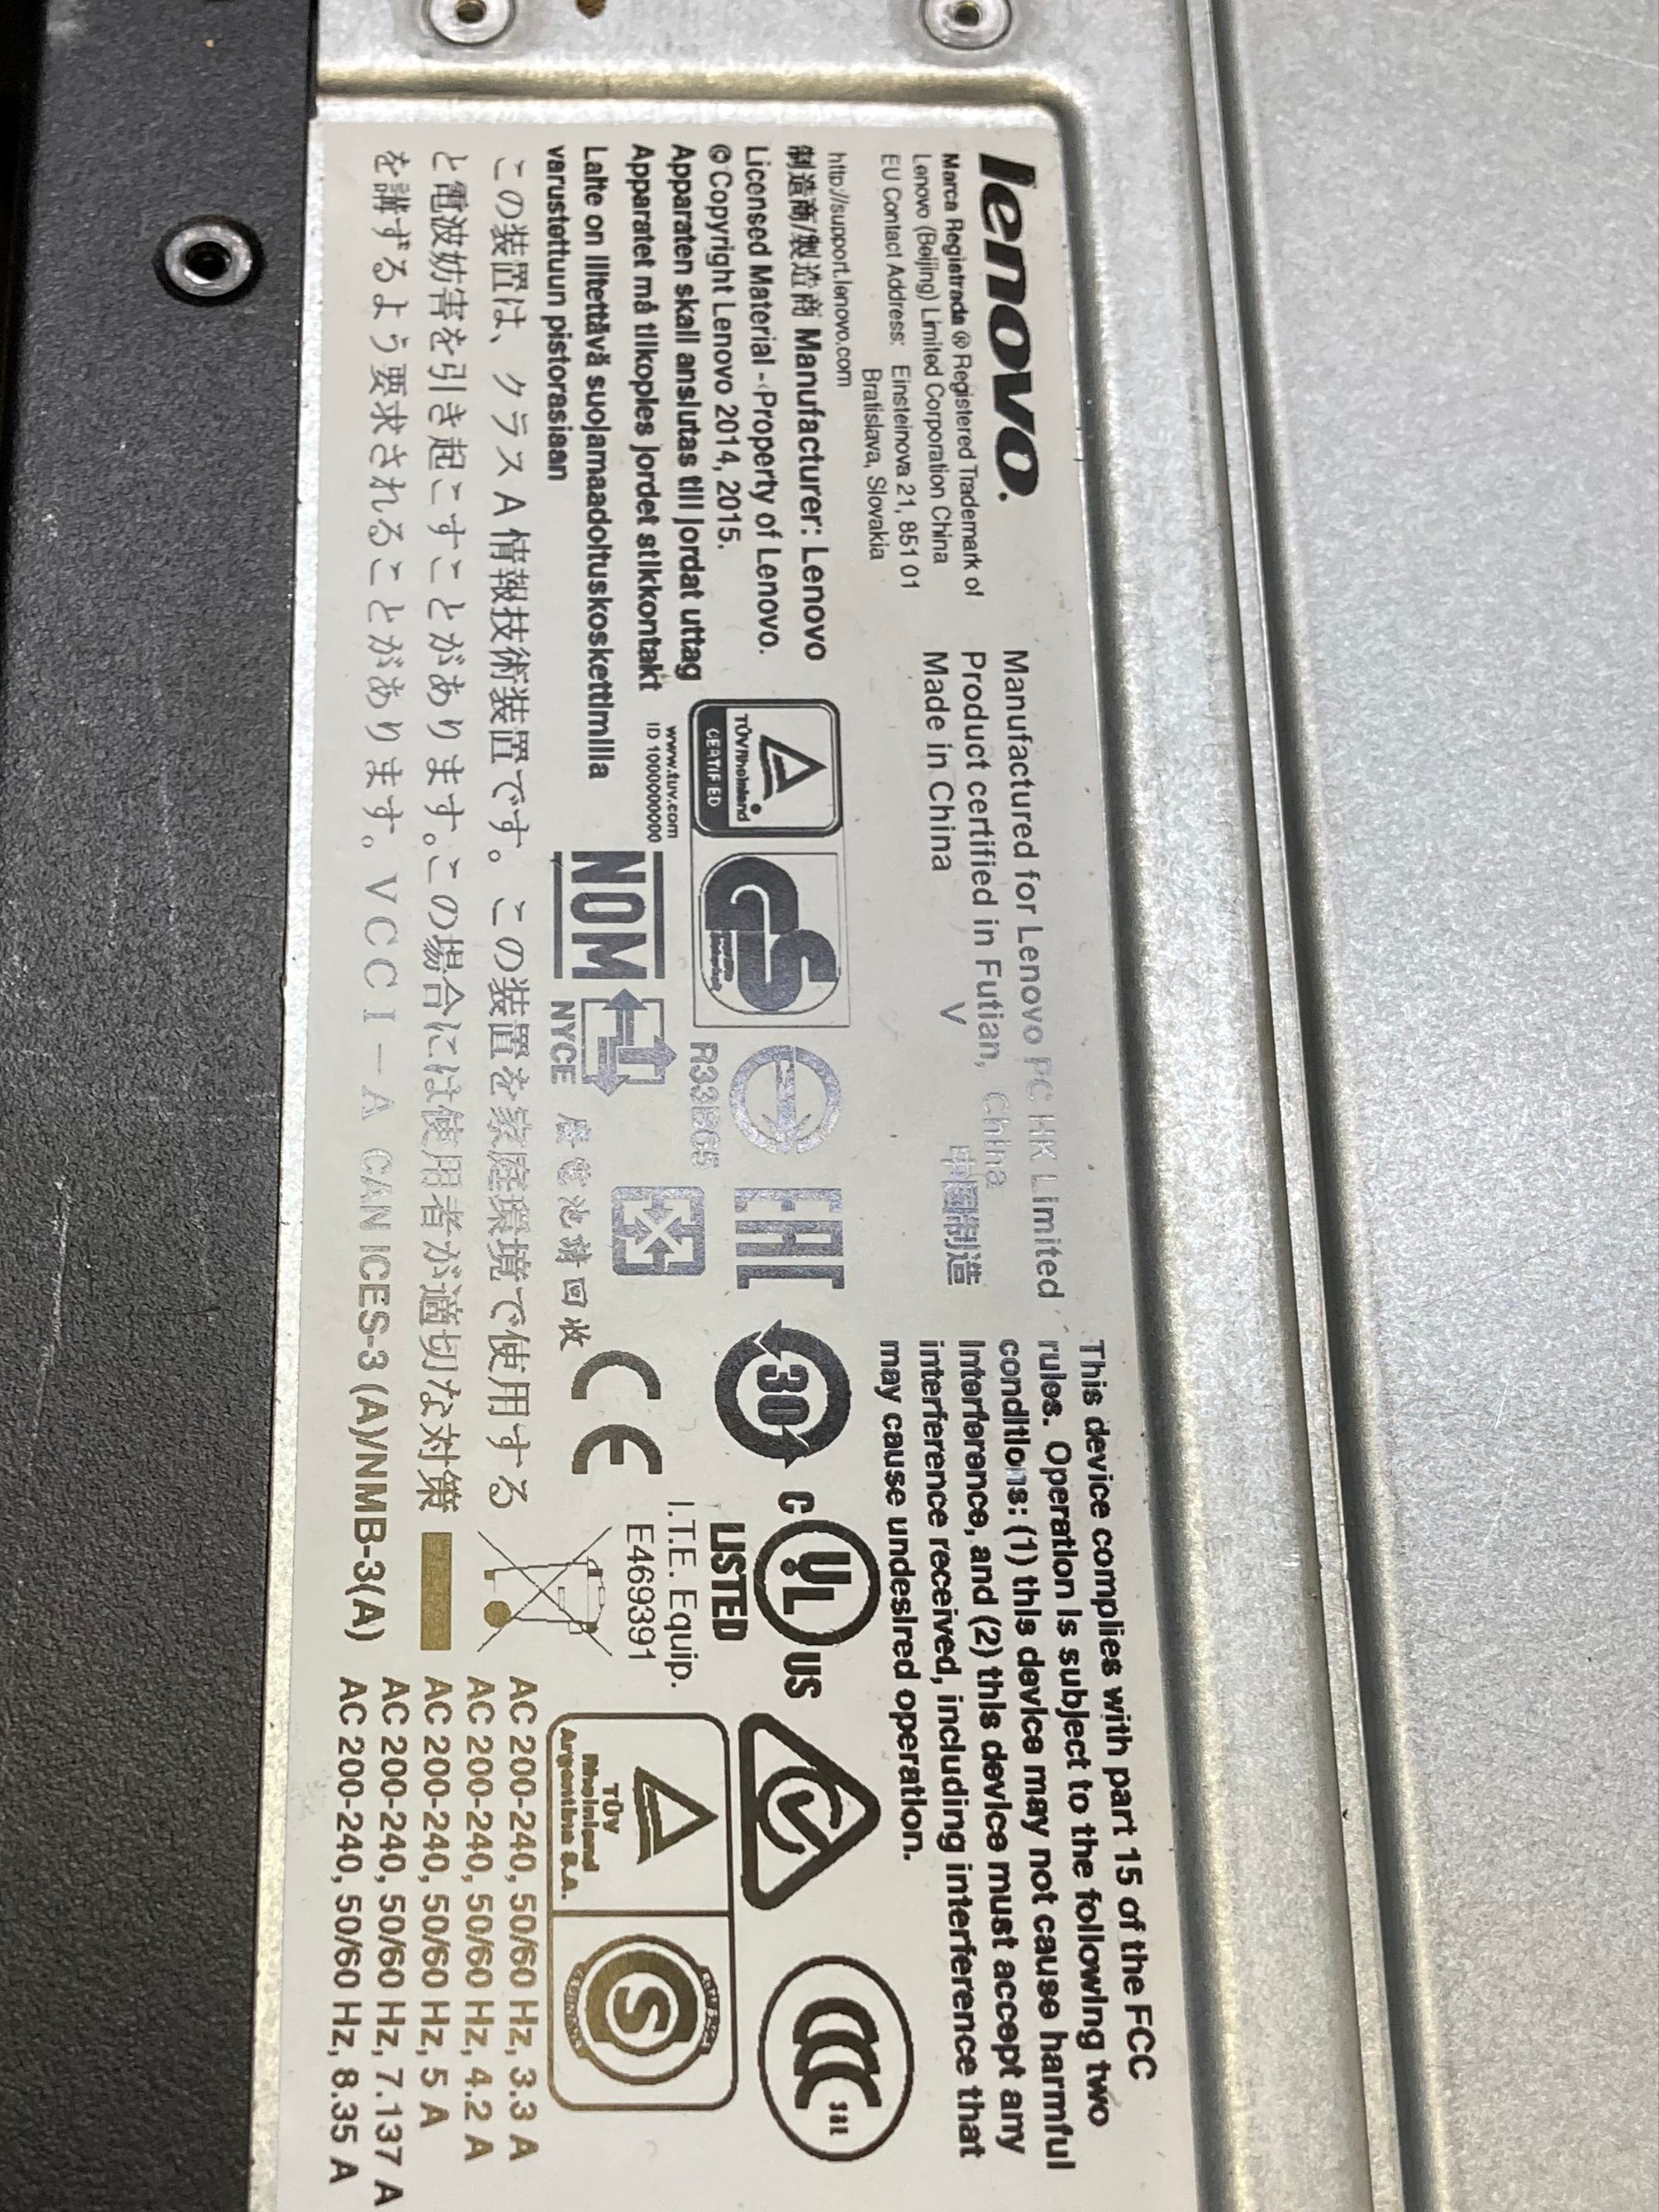 lenovo.
Marca Registrada ® Registered Trademark of
Lenovo (Beijing) Limited Corporation China
EU Contact Address: Einsteinova 21, 851 01
Bratislava, Slovakia
http://support.lenovo.com
制造商/製造商 Manufacturer: Lenovo
Licensed Material - Property of Lenovo.
© Copyright Lenovo 2014, 2015.
Apparaten skall anslutas till jordat uttag
Apparatet må tilkoples jordet stikkontakt
Laite on liitettävä suojamaadoituskoskettimilla
varustettuun pistorasiaan
Manufactured for Lenovo PC HK Limited
Product certified in Futian, China
Made in China V 中国制造
This device complies with part 15 of the FCC
rules. Operation is subject to the following two
conditions: (1) this device may not cause harmful
interference, and (2) this device must accept any
interference received, including interference that
may cause undesired operation.
TÜVRheinland
CERTIFIED
www.tuv.com
ID 1000000000
GS
NOM
NYCE
EAC
30
廢電池請回收
CE
C UL US
LISTED
I.T.E. Equip.
E469391
TÜV
Rheinland
Argentina S.A.
S
CCC
S&E
この装置は、クラス A 情報技術装置です。この装置を家庭環境で使用する
と電波妨害を引き起こすことがあります。この場合には使用者が適切な対策
を講ずるよう要求されることがあります。VCCI－A CAN ICES-3 (A)/NMB-3(A)
AC 200-240, 50/60 Hz, 3.3 A
AC 200-240, 50/60 Hz, 4.2 A
AC 200-240, 50/60 Hz, 5 A
AC 200-240, 50/60 Hz, 7.137 A
AC 200-240, 50/60 Hz, 8.35 A